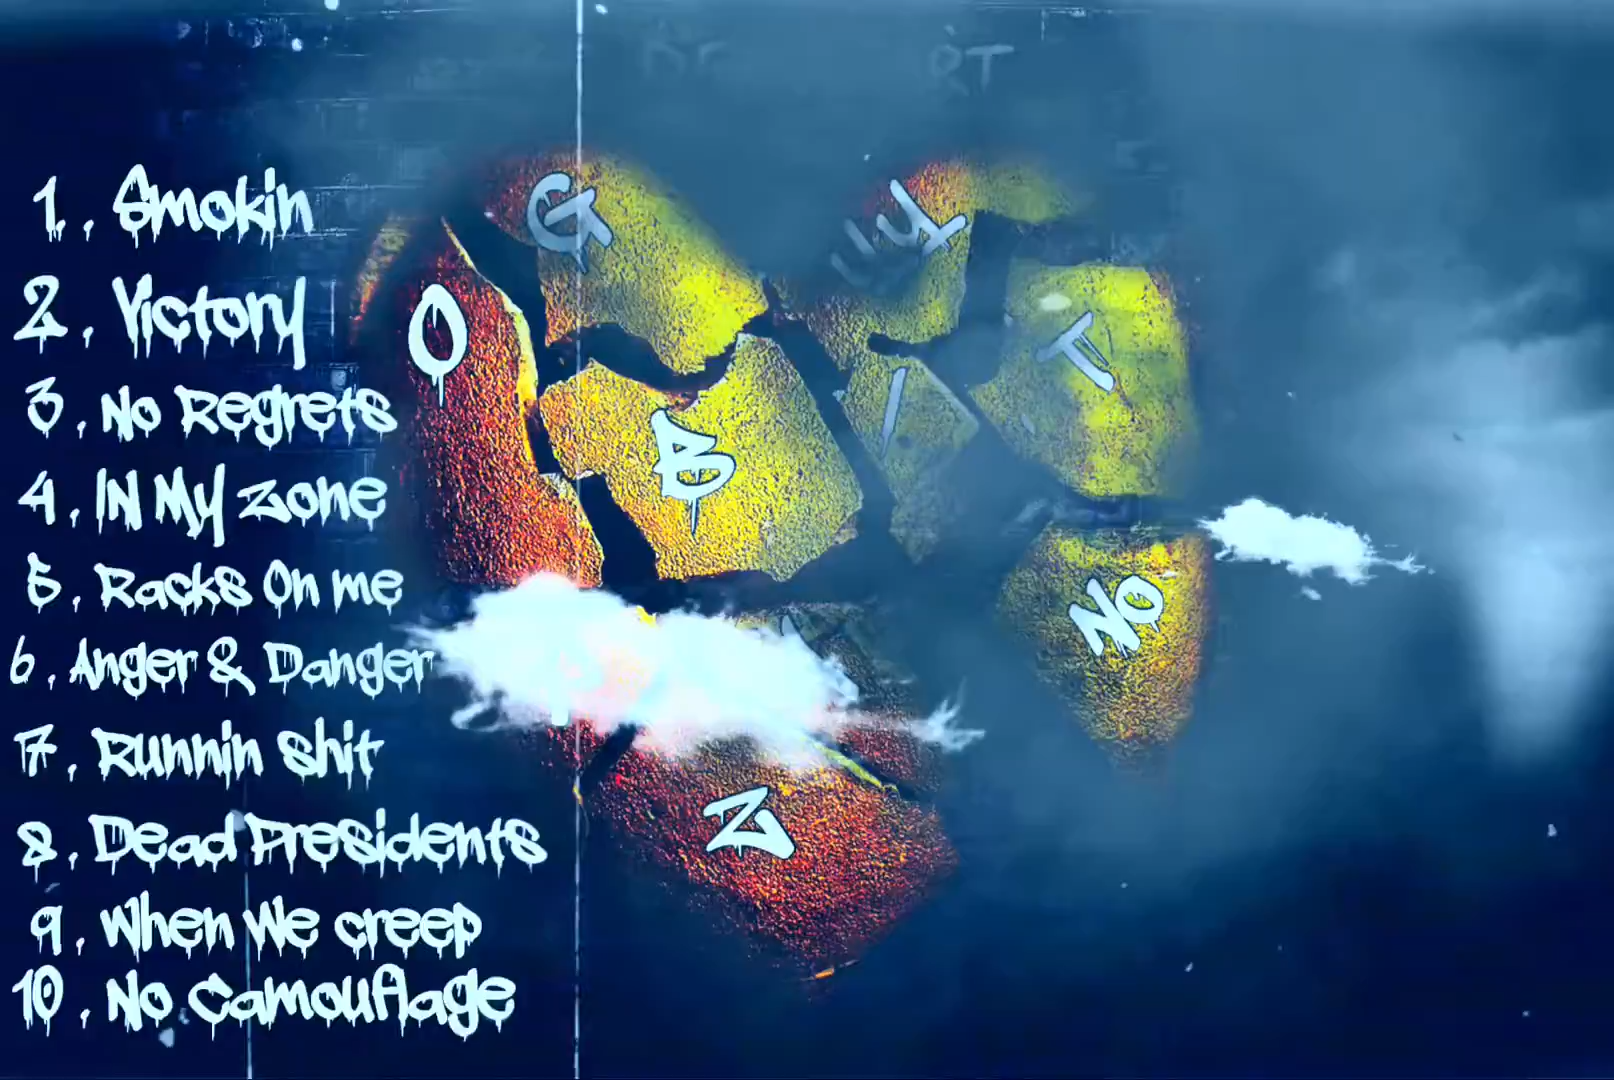 1. Smokin
2. Victory
3. No Regrets
4. IN My zone
5. Racks On me
6. Anger & Danger
7. Runnin shit
8. Dead Presidents
9. When We creep
10. No Camouflage
G
O
T
B
I
NO
Z